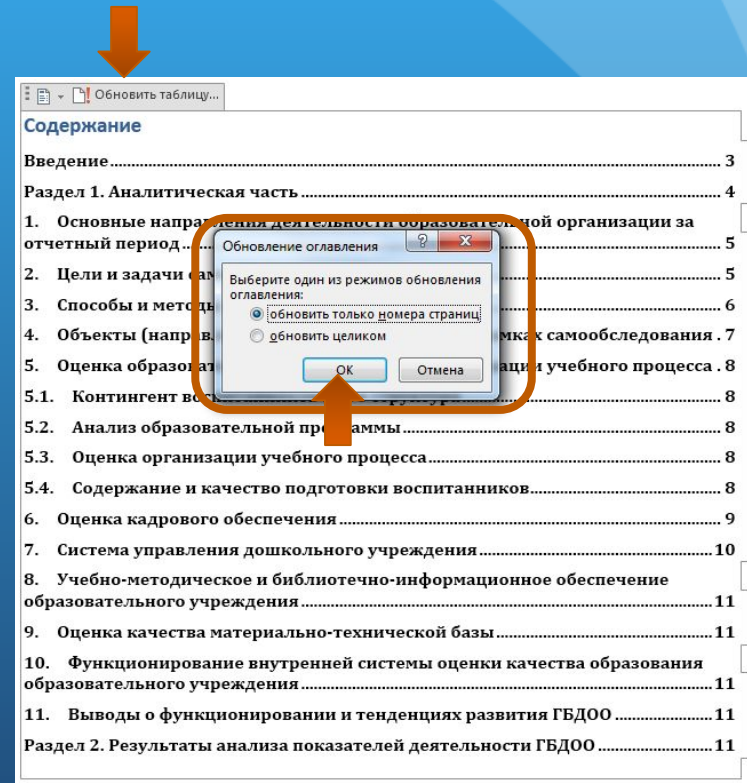 Обновить таблицу...
Содержание
Введение 3
Раздел 1. Аналитическая часть 4
1. Основные направления деятельности образовательной организации за
отчетный период 5
Обновление оглавления
Выберите один из режимов обновления
оглавления:
обновить только номера страниц
обновить целиком
ОК Отмена
2. Цели и задачи 5
3. Способы и методы 6
4. Объекты самообследования . 7
5. Оценка учебного процесса . 8
5.1. Контингент 8
5.2. Анализ образовательной программы 8
5.3. Оценка организации учебного процесса 8
5.4. Содержание и качество подготовки воспитанников 8
6. Оценка кадрового обеспечения 9
7. Система управления дошкольного учреждения 10
8. Учебно-методическое и библиотечно-информационное обеспечение
образовательного учреждения 11
9. Оценка качества материально-технической базы 11
10. Функционирование внутренней системы оценки качества образования
образовательного учреждения 11
11. Выводы о функционировании и тенденциях развития ГБДОО 11
Раздел 2. Результаты анализа показателей деятельности ГБДОО 11